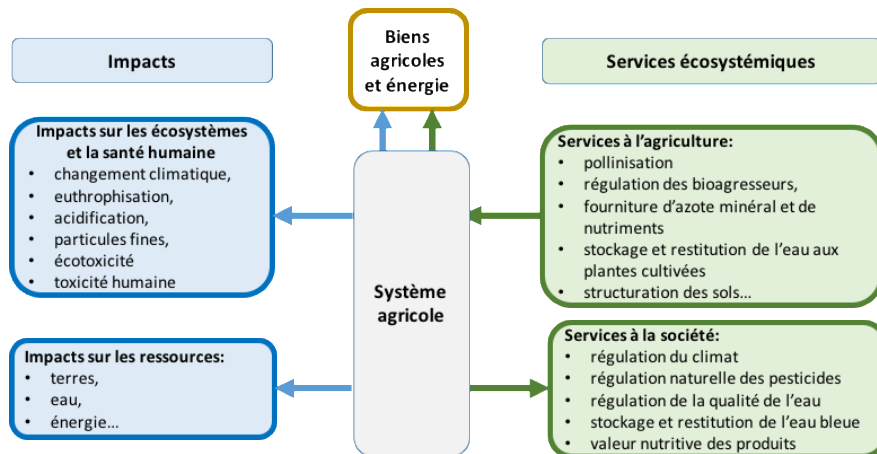 Impacts
Biens
agricoles
et énergie
Services écosystémiques
Impacts sur les écosystèmes
et la santé humaine
• changement climatique,
• euthrophisation,
• acidification,
• particules fines,
• écotoxicité
• toxicité humaine
Impacts sur les ressources:
• terres,
• eau,
• énergie…
Système
agricole
Services à l’agriculture:
• pollinisation
• régulation des bioagresseurs,
• fourniture d’azote minéral et de
nutriments
• stockage et restitution de l’eau aux
plantes cultivées
• structuration des sols…
Services à la société:
• régulation du climat
• régulation naturelle des pesticides
• régulation de la qualité de l’eau
• stockage et restitution de l’eau bleue
• valeur nutritive des produits